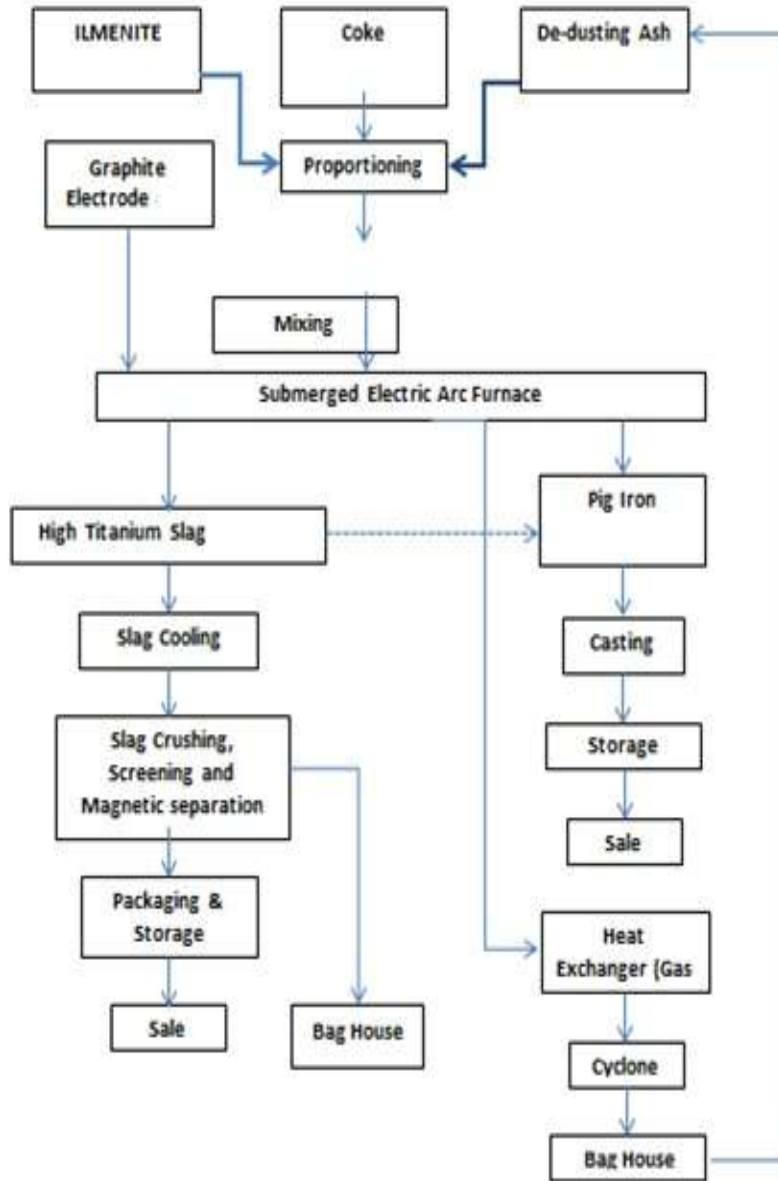 ILMENITE
Coke
De-dusting Ash
Graphite
Electrode
Proportioning
Mixing
Submerged Electric Arc Furnace
High Titanium Slag
Pig Iron
Slag Cooling
Casting
Slag Crushing,
Screening and
Magnetic separation
Storage
Sale
Packaging &
Storage
Heat
Exchanger (Gas
Sale
Bag House
Cyclone
Bag House